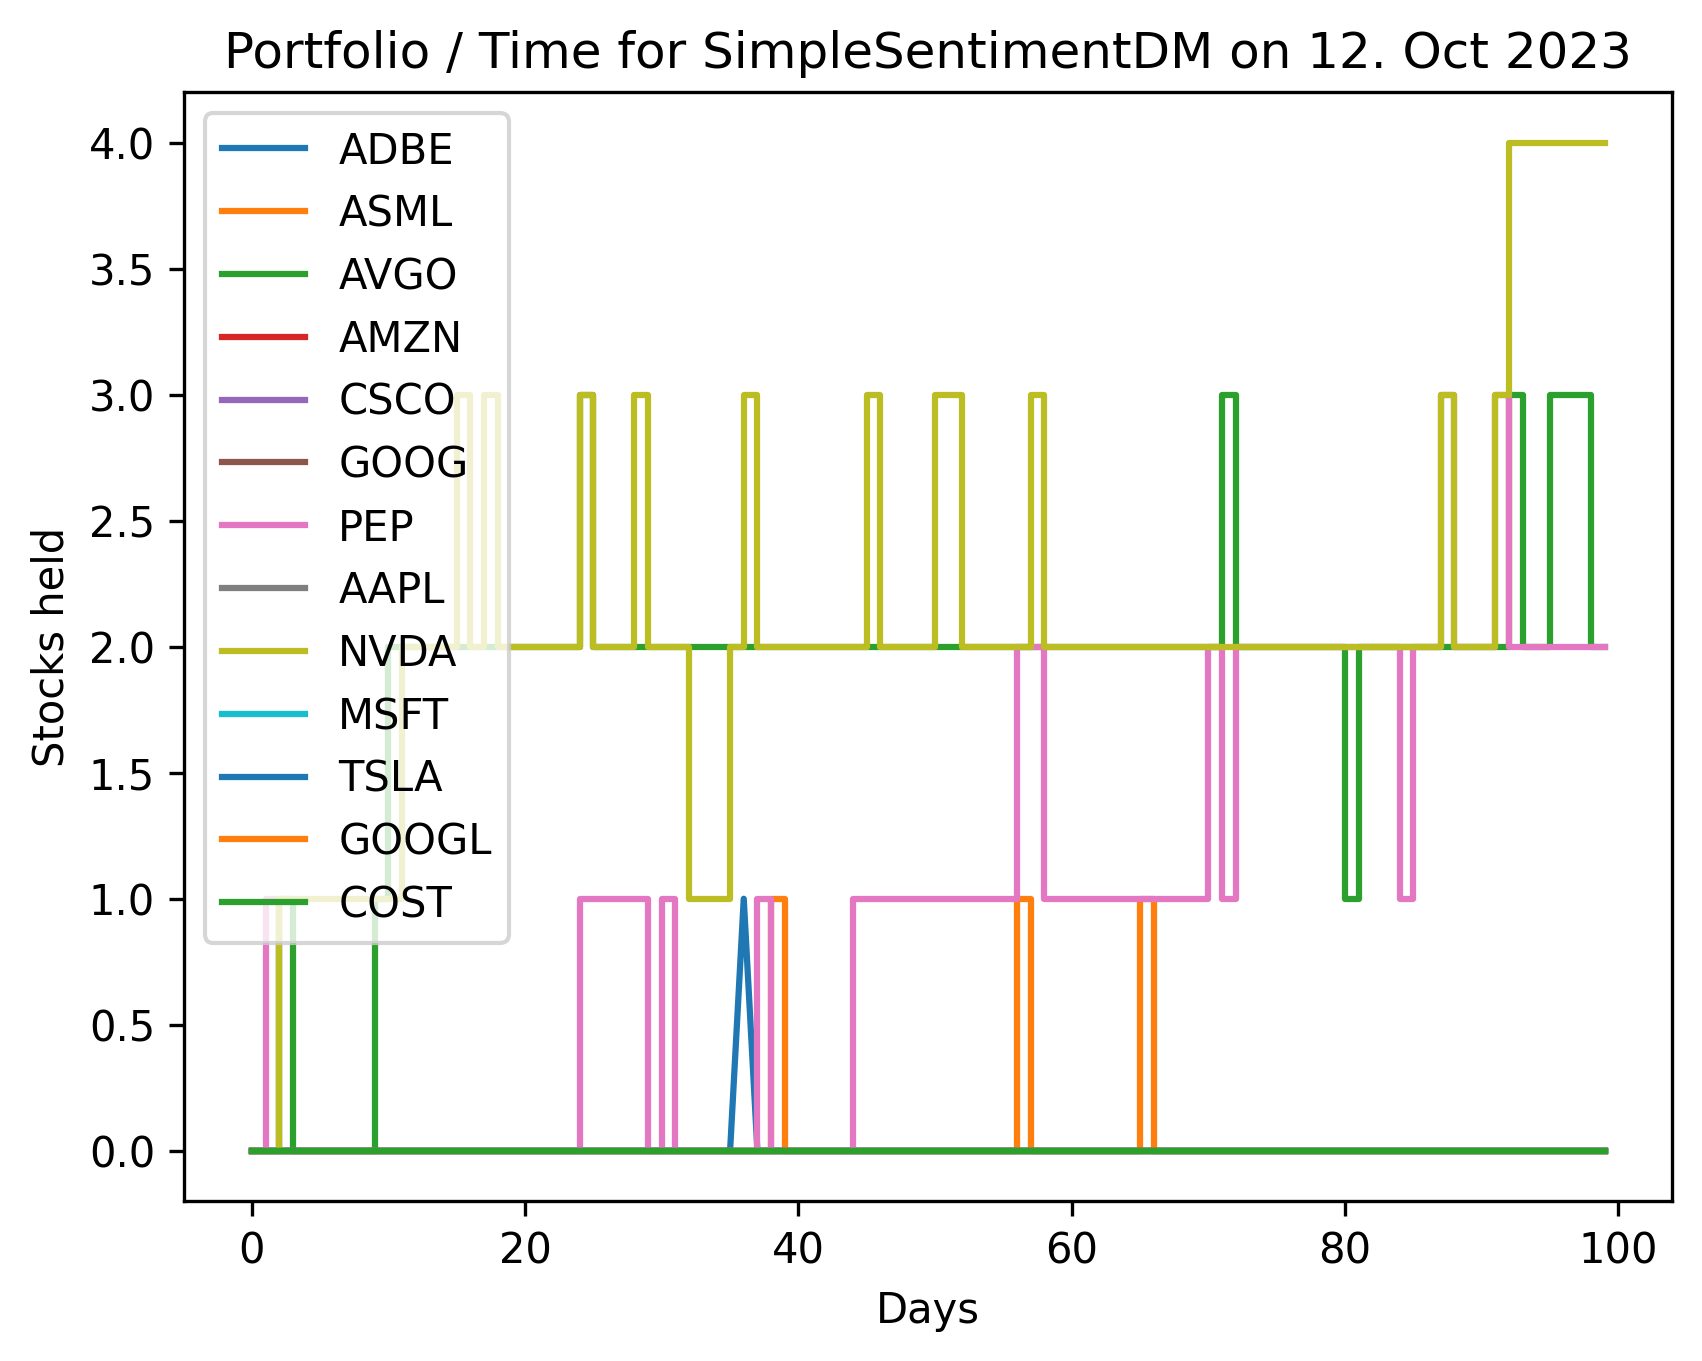 Portfolio / Time for SimpleSentimentDM on 12. Oct 2023
ADBE
ASML
AVGO
AMZN
CSCO
GOOG
PEP
AAPL
NVDA
MSFT
TSLA
GOOGL
COST
4.0
3.5
3.0
2.5
2.0
1.5
1.0
0.5
0.0
Stocks held
0 20 40 60 80 100
Days